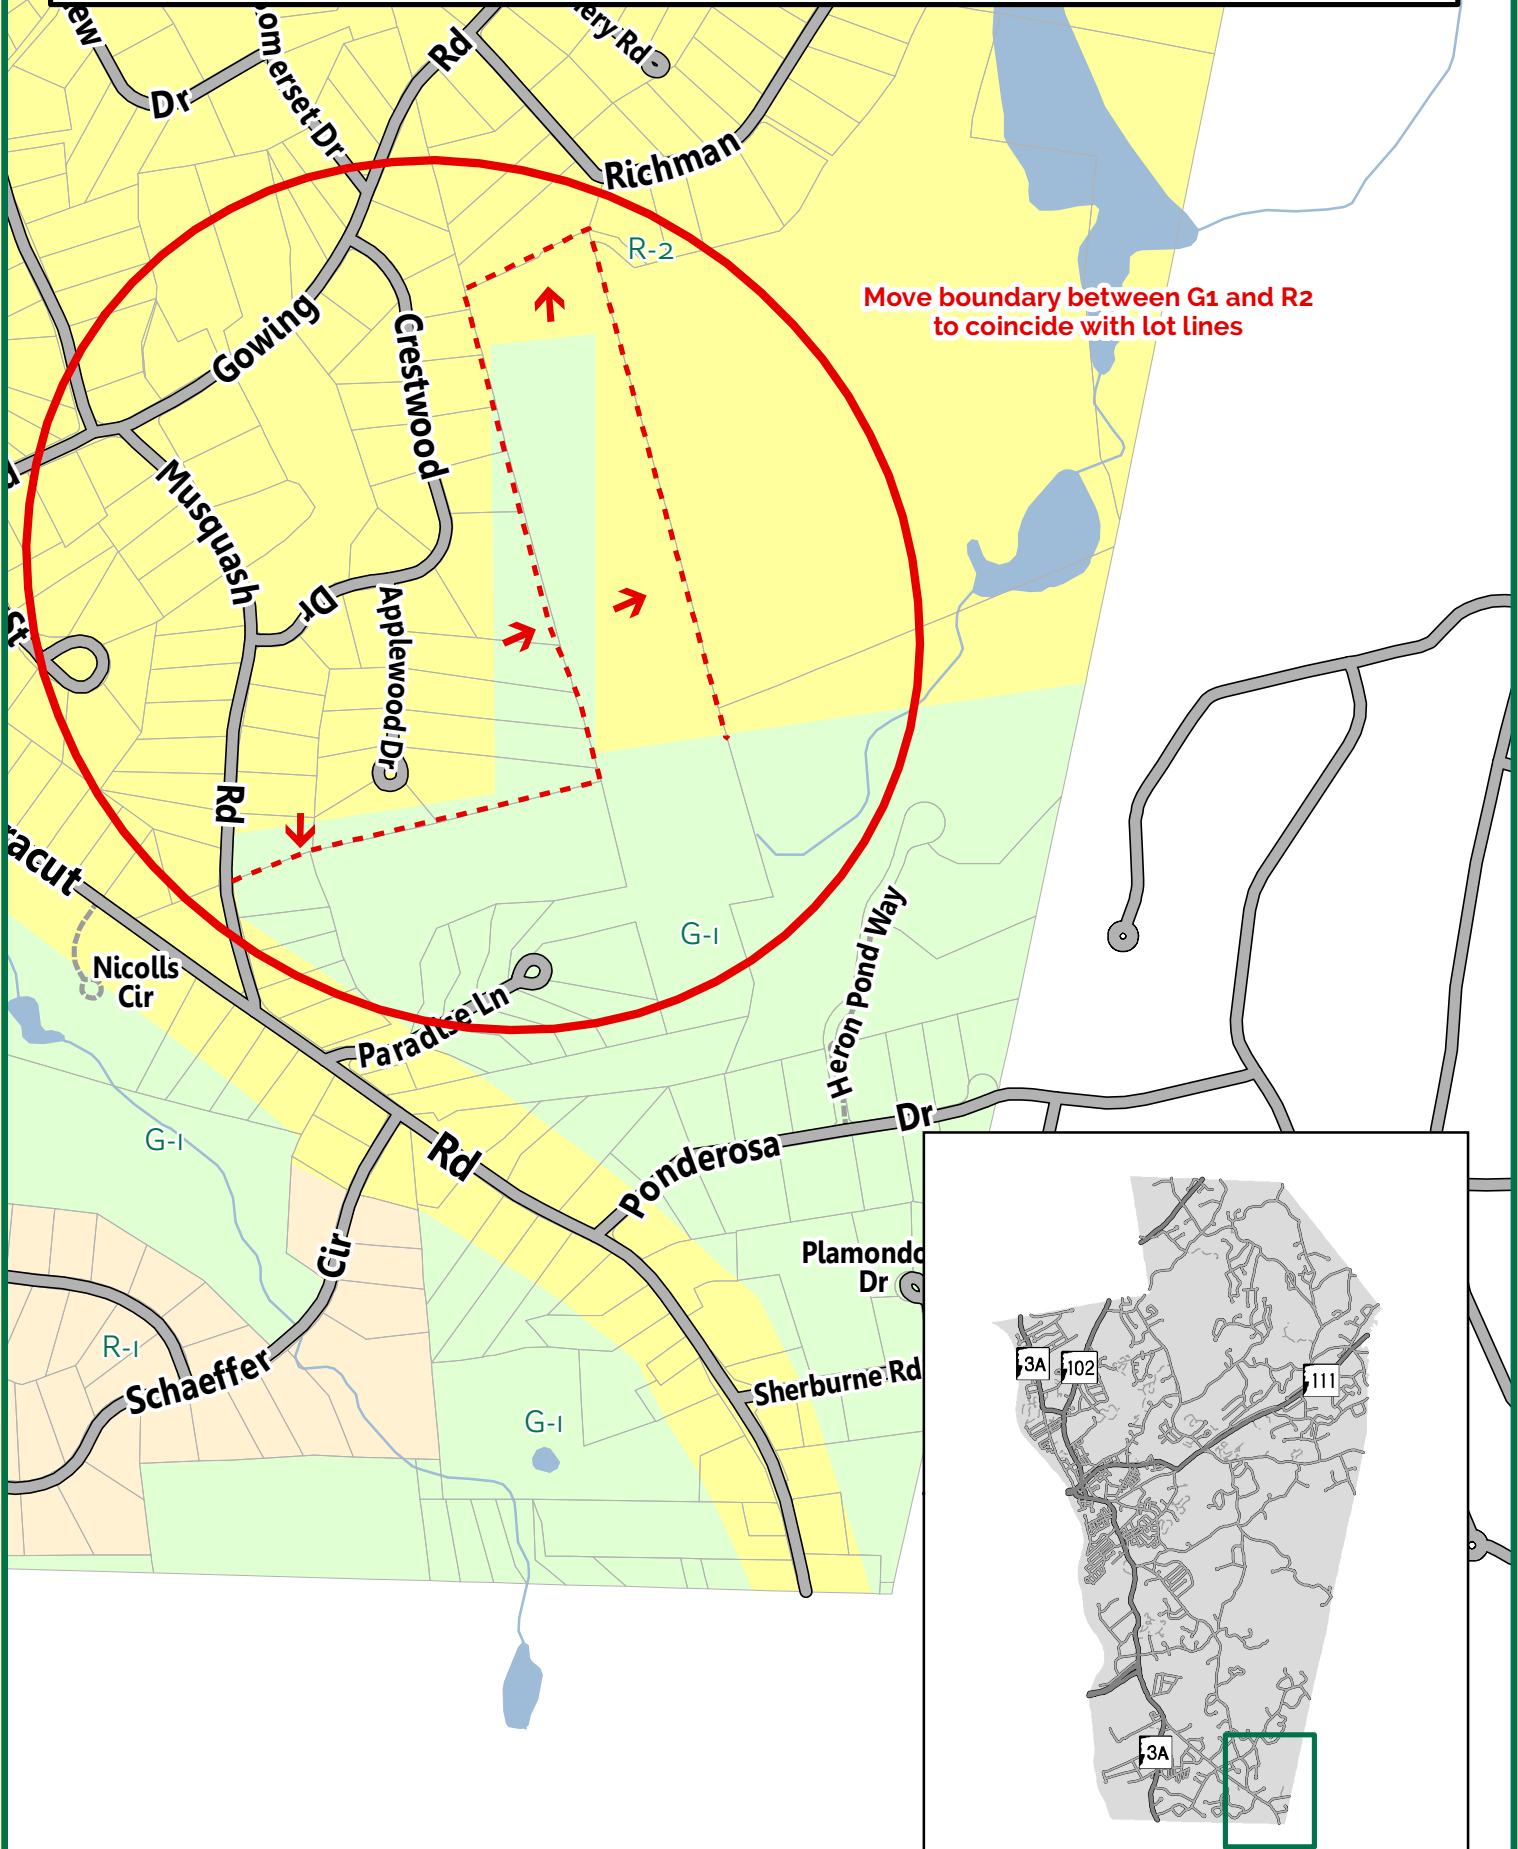 Dr
Rd
Richman
R-2
Move boundary between G1 and R2
to coincide with lot lines
Gowing
Crestwood
Musquash
Dr
Applewood Dr
Rd
G-1
Nicolls
Cir
Paradise Ln
Heron Pond Way
G-1
Rd
Ponderosa
Dr
Cir
Plamondo
Dr
R-1
Schaeffer
Sherburne Rd
G-1
3A
102
111
3A